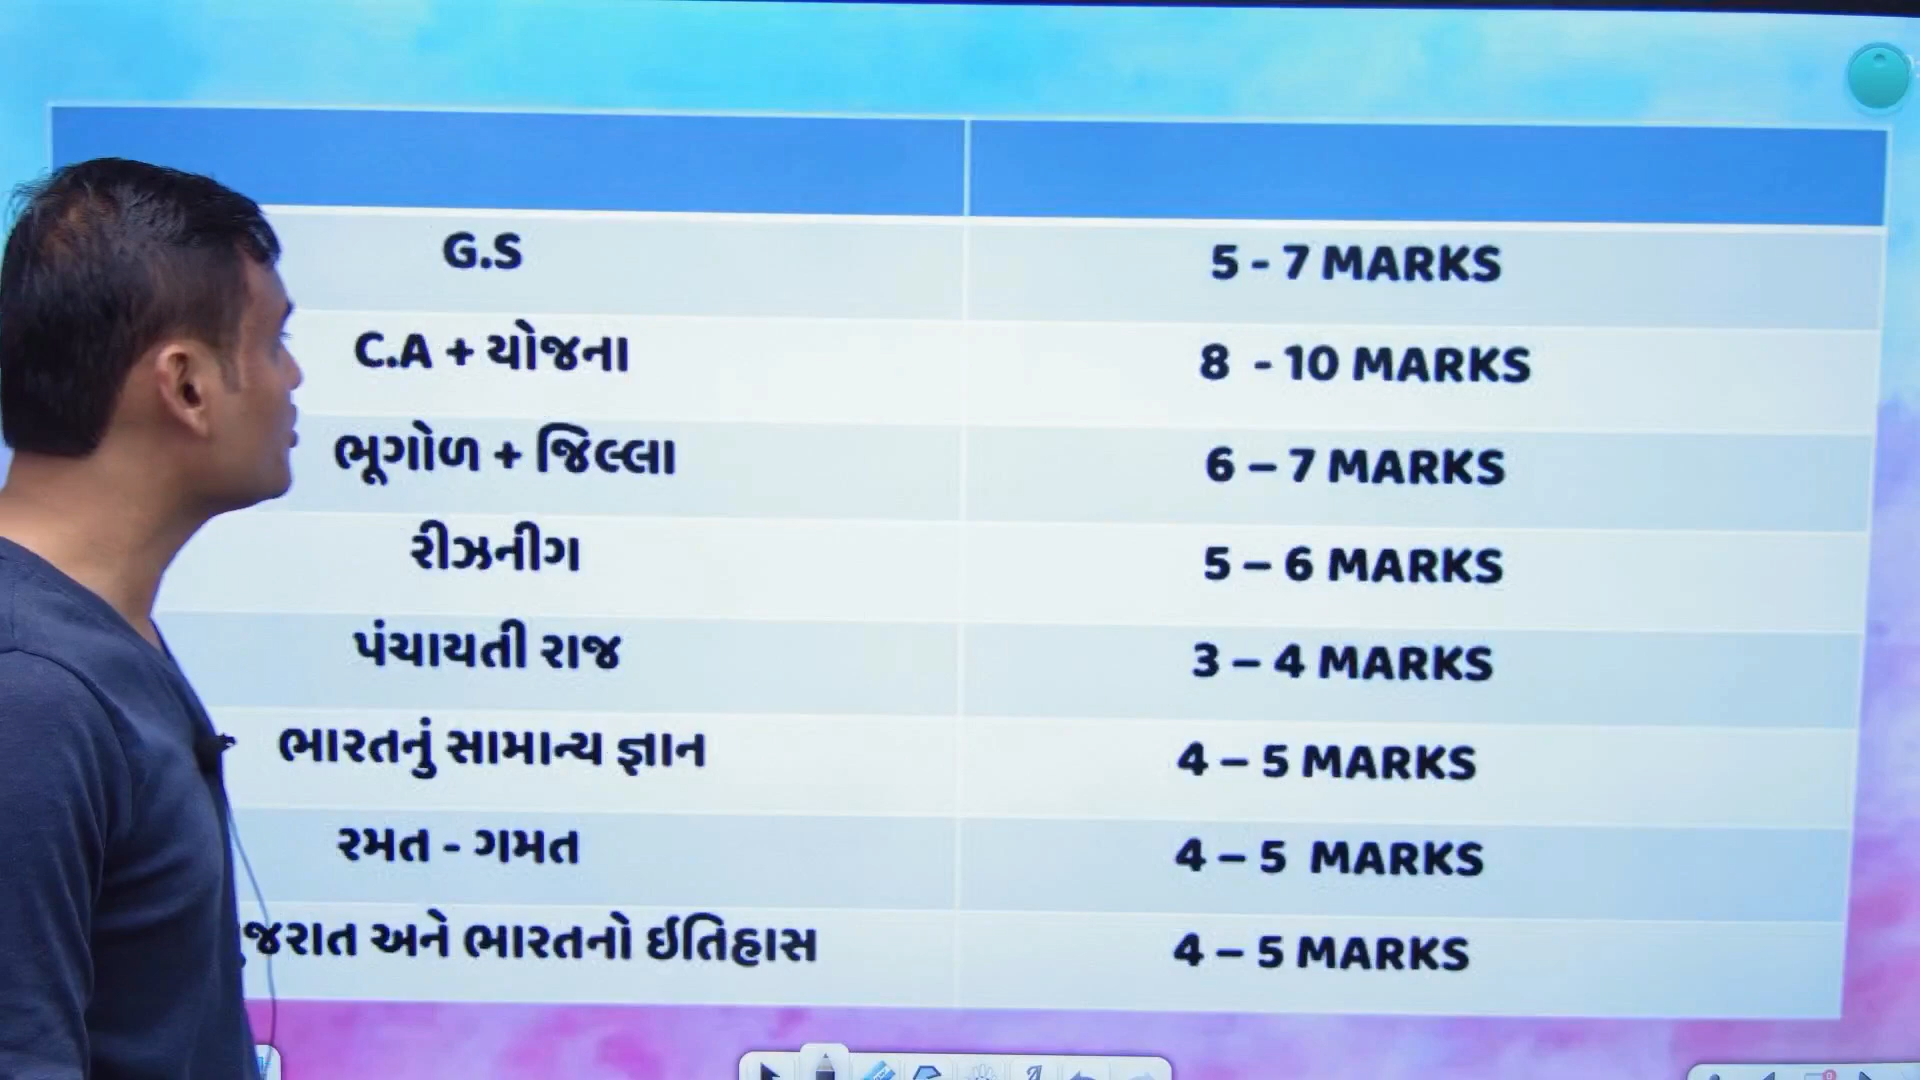 G.S 5 - 7 MARKS
C.A + યોજના 8 - 10 MARKS
ભૂગોળ + જિલ્લા 6 – 7 MARKS
રીઝનીગ 5 – 6 MARKS
પંચાયતી રાજ 3 – 4 MARKS
ભારતનું સામાન્ય જ્ઞાન 4 – 5 MARKS
રમત - ગમત 4 – 5 MARKS
અને ભારતનો ઈતિહાસ 4 – 5 MARKS